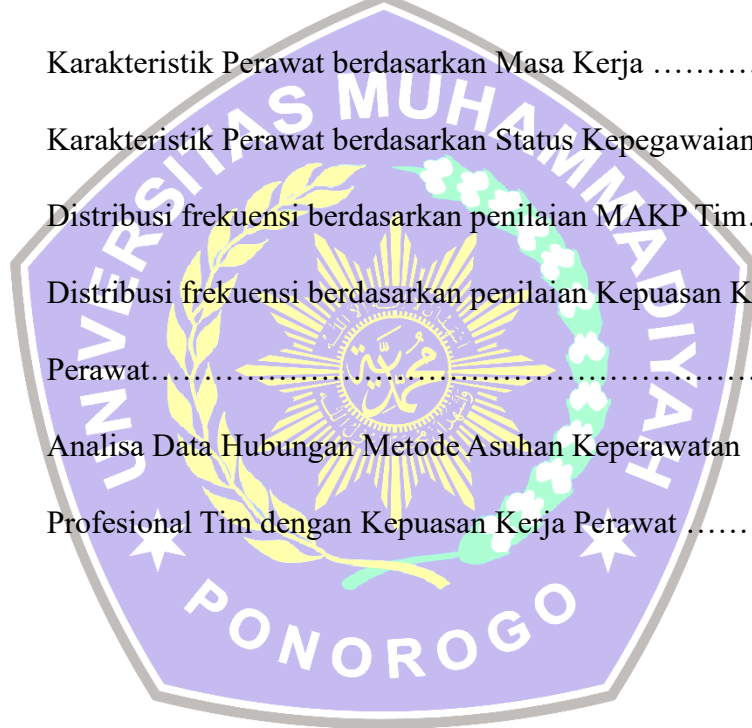 Karakteristik Perawat berdasarkan Masa Kerja …………
Karakteristik Perawat berdasarkan Status Kepegawaian
Distribusi frekuensi berdasarkan penilaian MAKP Tim.
Distribusi frekuensi berdasarkan penilaian Kepuasan K
Perawat…………………………………………………
Analisa Data Hubungan Metode Asuhan Keperawatan
Profesional Tim dengan Kepuasan Kerja Perawat ……
UNIVERSITAS MUHAMMADIYAH
PONOROGO
محمد